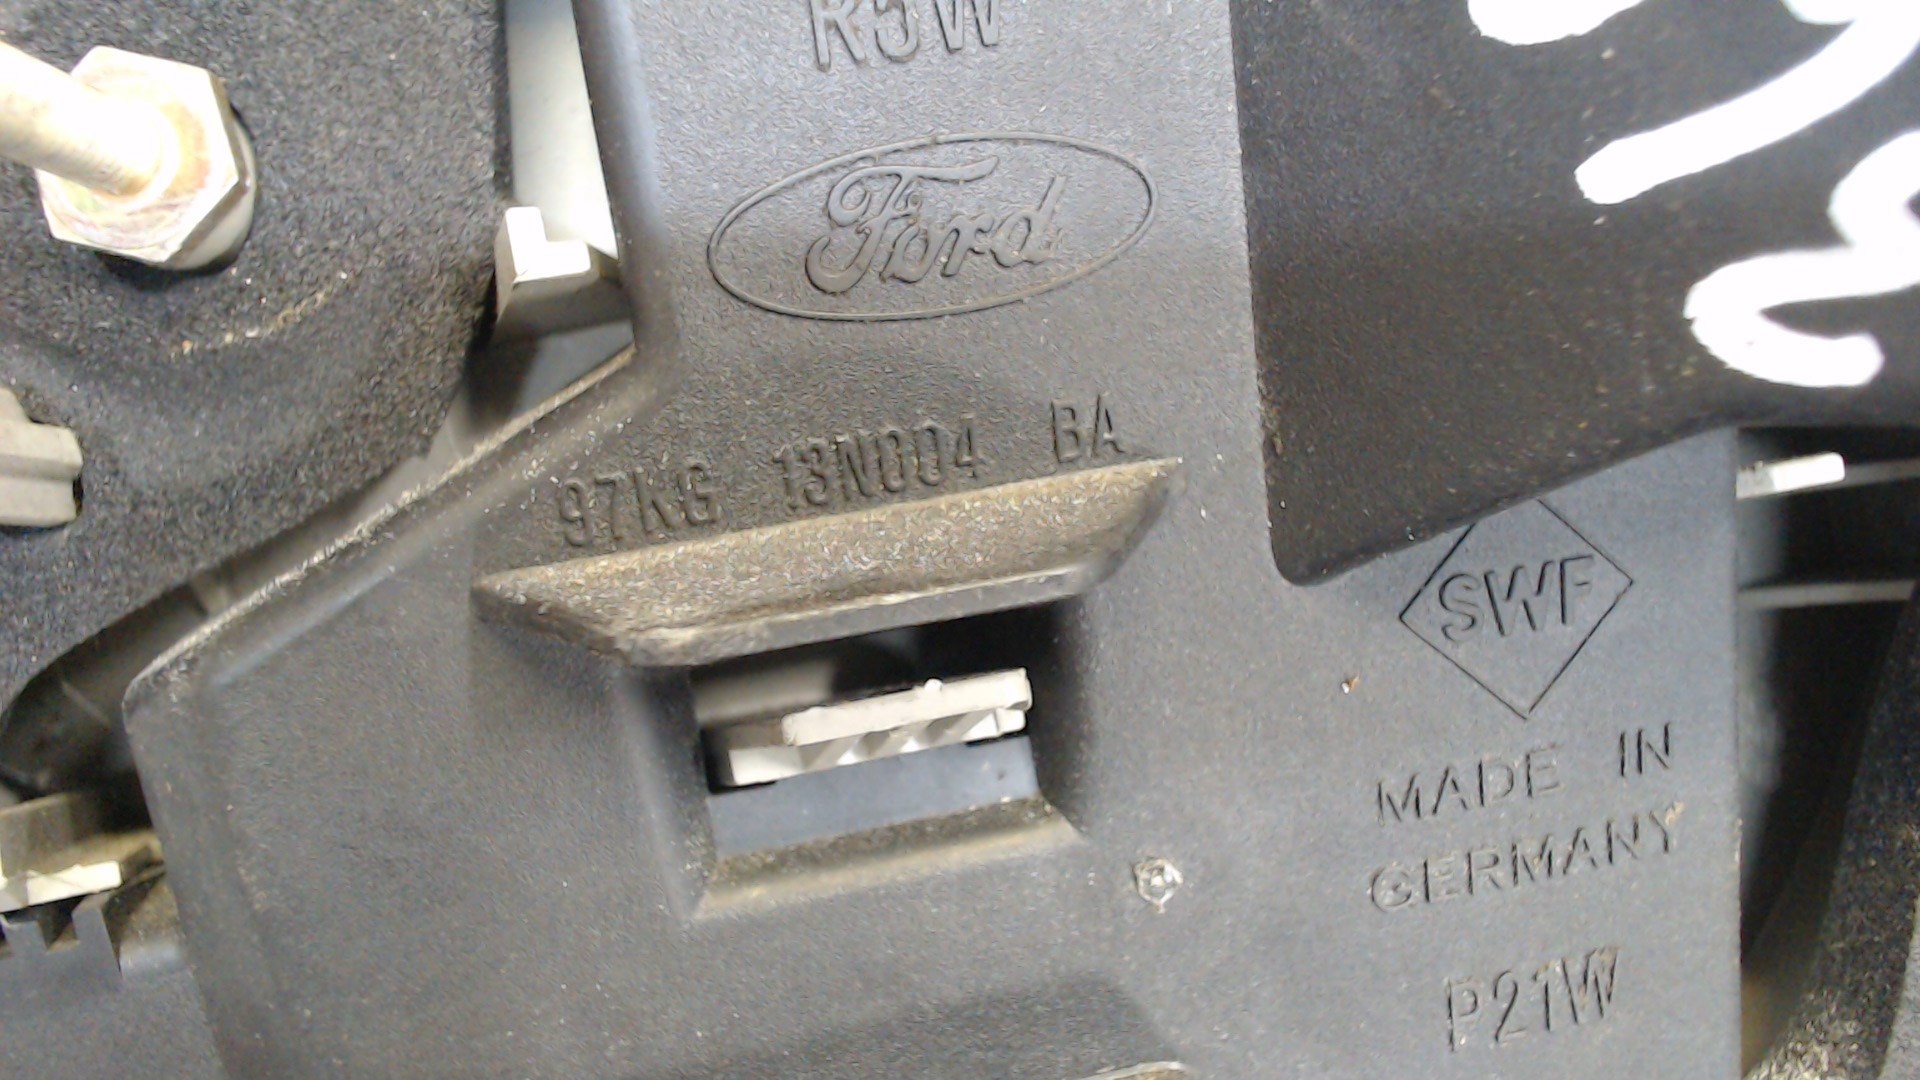 R5W
Ford
97KG 13N004 BA
SWF
MADE IN
GERMANY
P21W